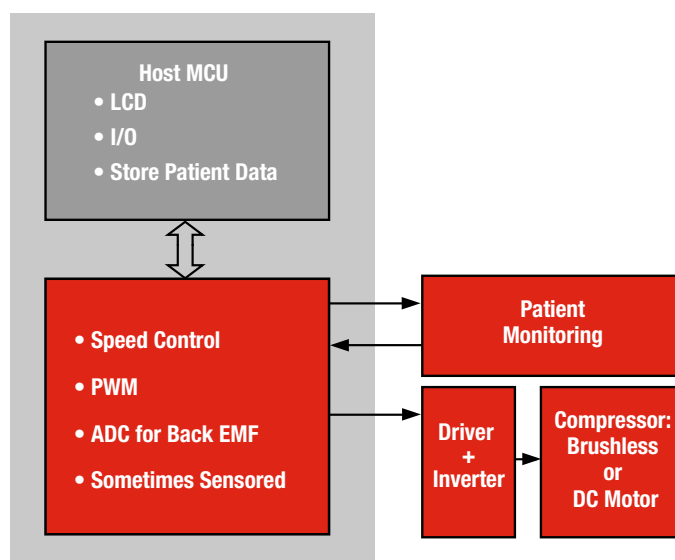 Host MCU
• LCD
• I/O
• Store Patient Data
• Speed Control
• PWM
• ADC for Back EMF
• Sometimes Sensored
Patient
Monitoring
Driver
+
Inverter
Compressor:
Brushless
or
DC Motor